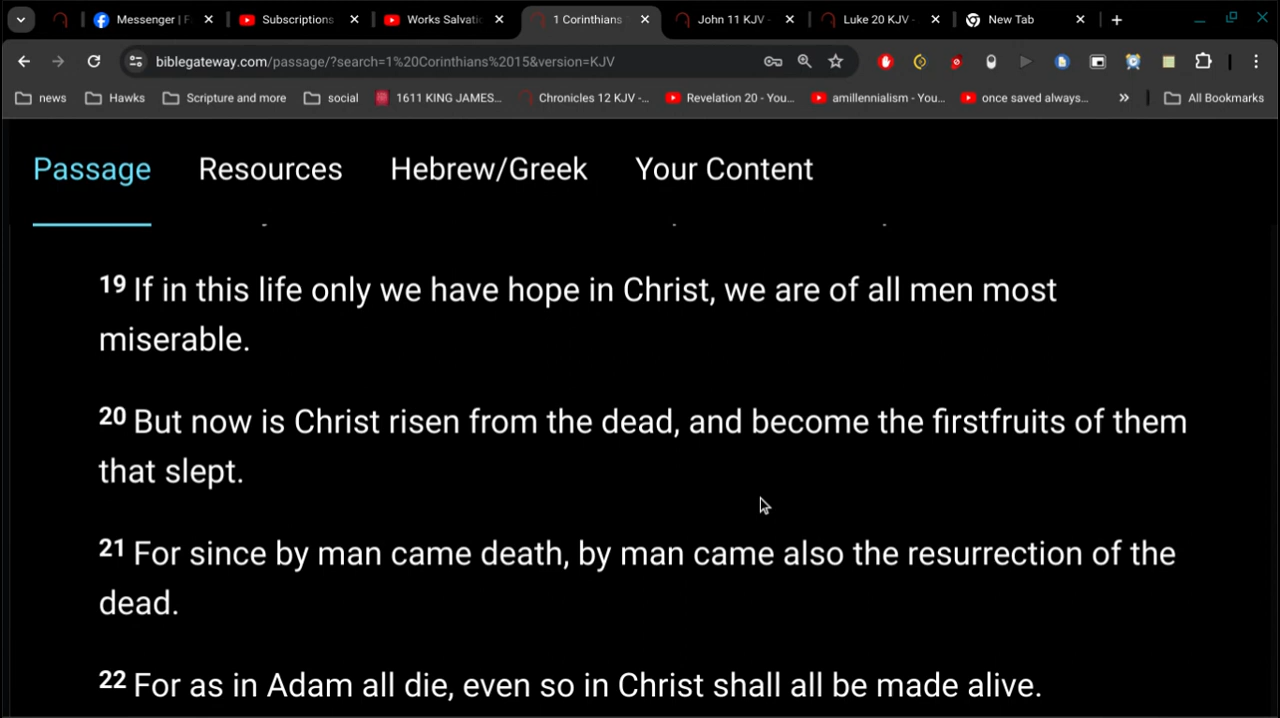 Messenger | F
Subscriptions
Works Salvati
1 Corinthians
John 11 KJV -
Luke 20 KJV -
New Tab
biblegateway.com/passage/?search=1%20Corinthians%2015&version=KJV
news
Hawks
Scripture and more
social
1611 KING JAMES...
Chronicles 12 KJV -...
Revelation 20 - You...
amillennialism - You...
once saved always...
All Bookmarks
Passage
Resources
Hebrew/Greek
Your Content
19 If in this life only we have hope in Christ, we are of all men most
miserable.
20 But now is Christ risen from the dead, and become the firstfruits of them
that slept.
21 For since by man came death, by man came also the resurrection of the
dead.
22 For as in Adam all die, even so in Christ shall all be made alive.